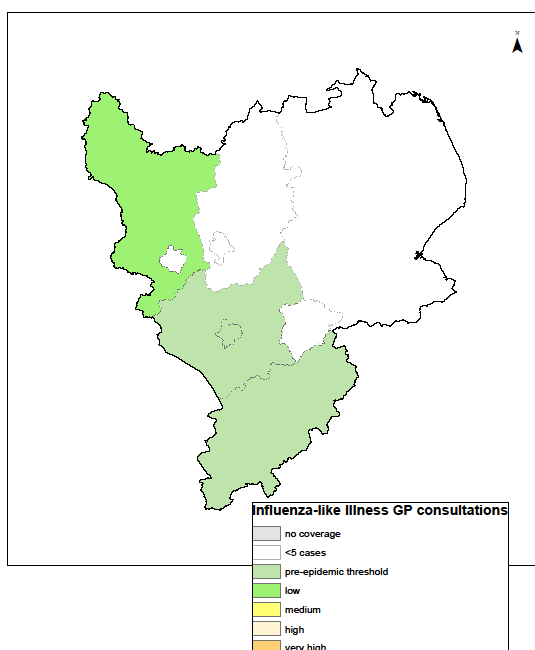 N
Influenza-like Illness GP consultations
no coverage
<5 cases
pre-epidemic threshold
low
medium
high
very high